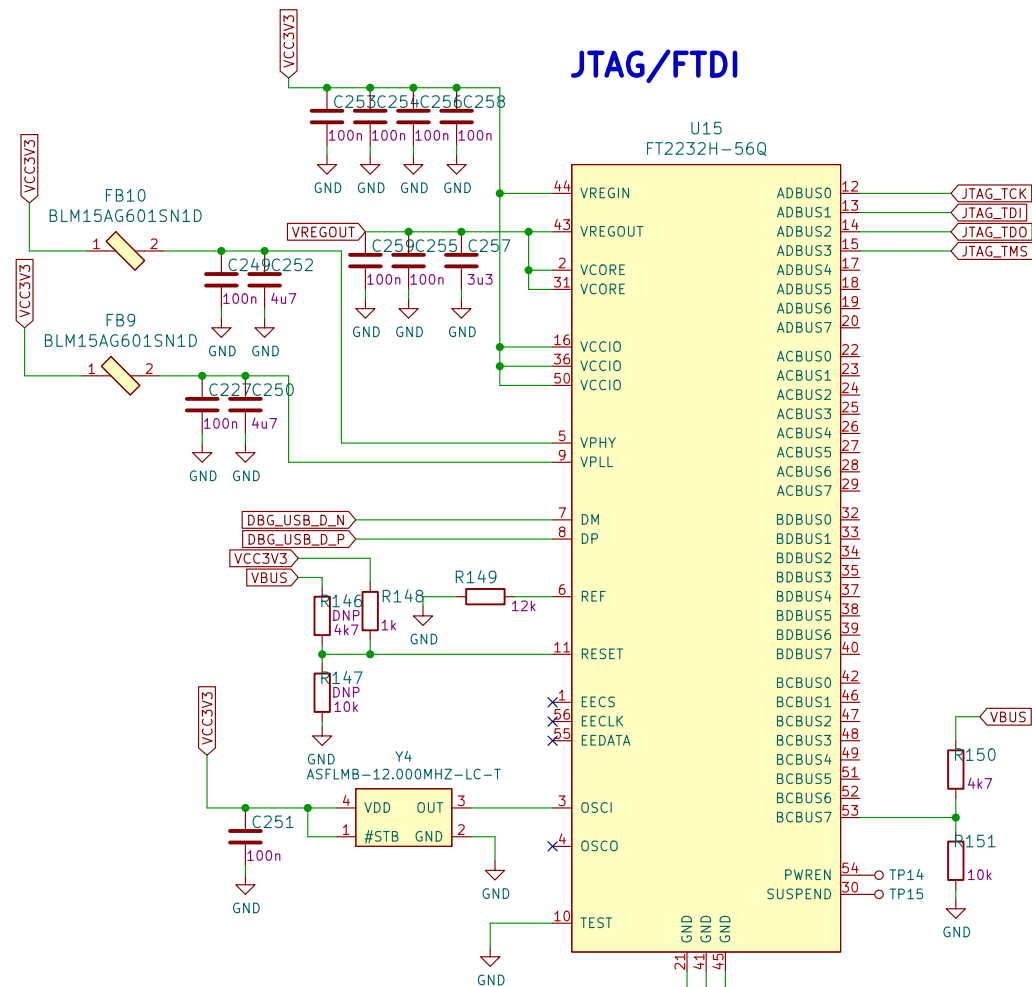 JTAG/FTDI
VCC3V3
C253
C254
C256
C258
100n
100n
100n
100n
GND
GND
GND
GND
VCC3V3
FB10
BLM15AG601SN1D
1
2
C249
C252
100n
4u7
GND
GND
VCC3V3
FB9
BLM15AG601SN1D
1
2
C227
C250
100n
4u7
GND
GND
VREGOUT
C259
C255
C257
100n
100n
3u3
GND
GND
GND
U15
FT2232H-56Q
44 VREGIN
43 VREGOUT
2 VCORE
31 VCORE
16 VCCIO
36 VCCIO
50 VCCIO
5 VPHY
9 VPLL
7 DM
8 DP
6 REF
11 RESET
1 EECS
56 EECLK
55 EEDATA
3 OSCI
4 OSCO
10 TEST
ADBUS0 12
ADBUS1 13
ADBUS2 14
ADBUS3 15
ADBUS4 17
ADBUS5 18
ADBUS6 19
ADBUS7 20
ACBUS0 22
ACBUS1 23
ACBUS2 24
ACBUS3 25
ACBUS4 26
ACBUS5 27
ACBUS6 28
ACBUS7 29
BDBUS0 32
BDBUS1 33
BDBUS2 34
BDBUS3 35
BDBUS4 37
BDBUS5 38
BDBUS6 39
BDBUS7 40
BCBUS0 42
BCBUS1 46
BCBUS2 47
BCBUS3 48
BCBUS4 49
BCBUS5 51
BCBUS6 52
BCBUS7 53
PWREN 54
SUSPEND 30
GND 21
GND 41
GND 45
JTAG_TCK
JTAG_TDI
JTAG_TDO
JTAG_TMS
DBG_USB_D_N
DBG_USB_D_P
VCC3V3
VBUS
R146
DNP
4k7
R148
1k
R149
12k
GND
R147
DNP
10k
GND
VCC3V3
Y4
ASFLMB-12.000MHZ-LC-T
4 VDD
OUT 3
1 #STB
GND 2
C251
100n
GND
GND
GND
VBUS
R150
4k7
R151
10k
GND
TP14
TP15